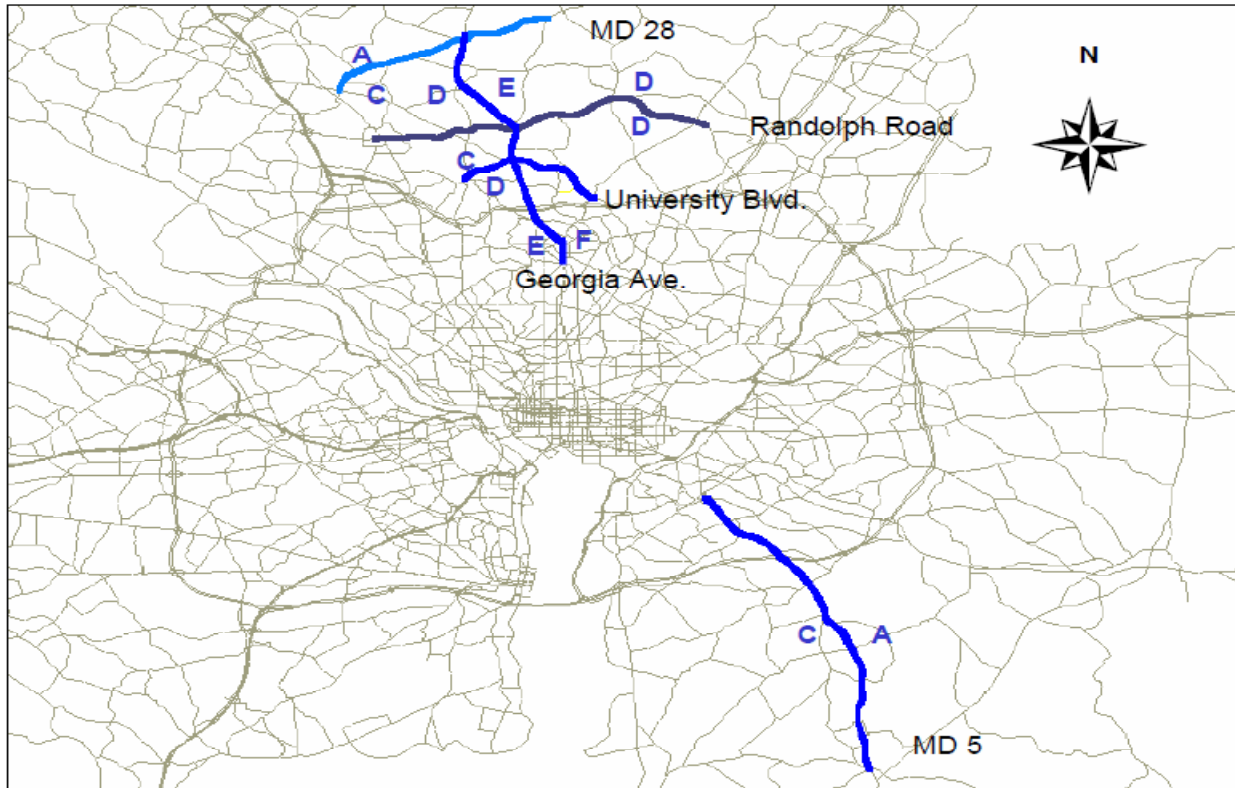 MD 28
N
A
D
E
D
C
D
Randolph Road
C
D
University Blvd.
E
F
Georgia Ave.
C
A
MD 5